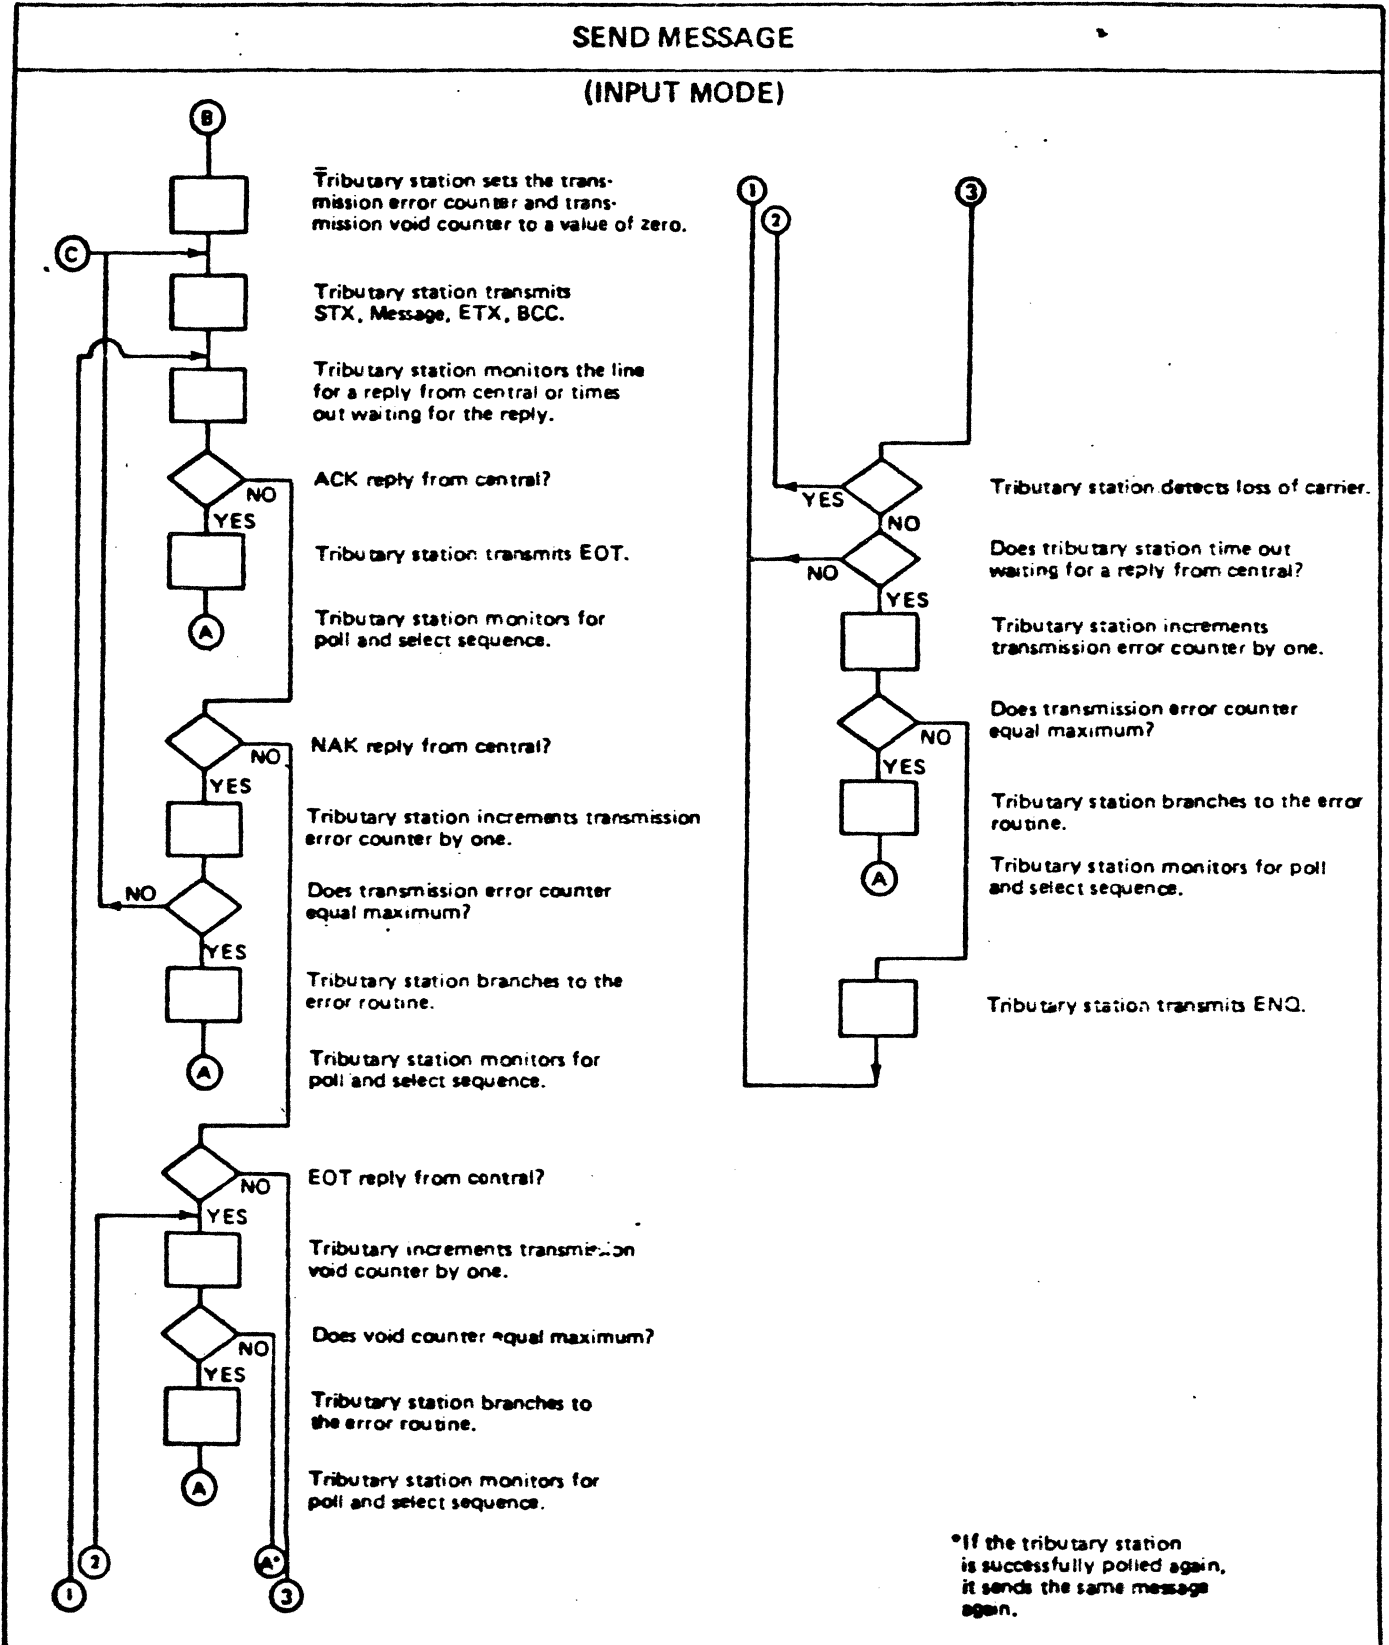 SEND MESSAGE
(INPUT MODE)
B
Tributary station sets the trans-
mission error counter and trans-
mission void counter to a value of zero.
C
Tributary station transmits
STX, Message, ETX, BCC.
Tributary station monitors the line
for a reply from central or times
out waiting for the reply.
ACK reply from central?
NO
YES
Tributary station transmits EOT.
A
Tributary station monitors for
poll and select sequence.
NAK reply from central?
NO
YES
Tributary station increments transmission
error counter by one.
NO
Does transmission error counter
equal maximum?
YES
Tributary station branches to the
error routine.
A
Tributary station monitors for
poll and select sequence.
EOT reply from central?
NO
YES
Tributary increments transmission
void counter by one.
Does void counter equal maximum?
NO
YES
Tributary station branches to
the error routine.
A
Tributary station monitors for
poll and select sequence.
2
A*
1
3
1
3
2
Tributary station detects loss of carrier.
YES
NO
Does tributary station time out
waiting for a reply from central?
NO
YES
Tributary station increments
transmission error counter by one.
Does transmission error counter
equal maximum?
NO
YES
Tributary station branches to the error
routine.
A
Tributary station monitors for poll
and select sequence.
Tributary station transmits ENQ.
*If the tributary station
is successfully polled again,
it sends the same message
again.